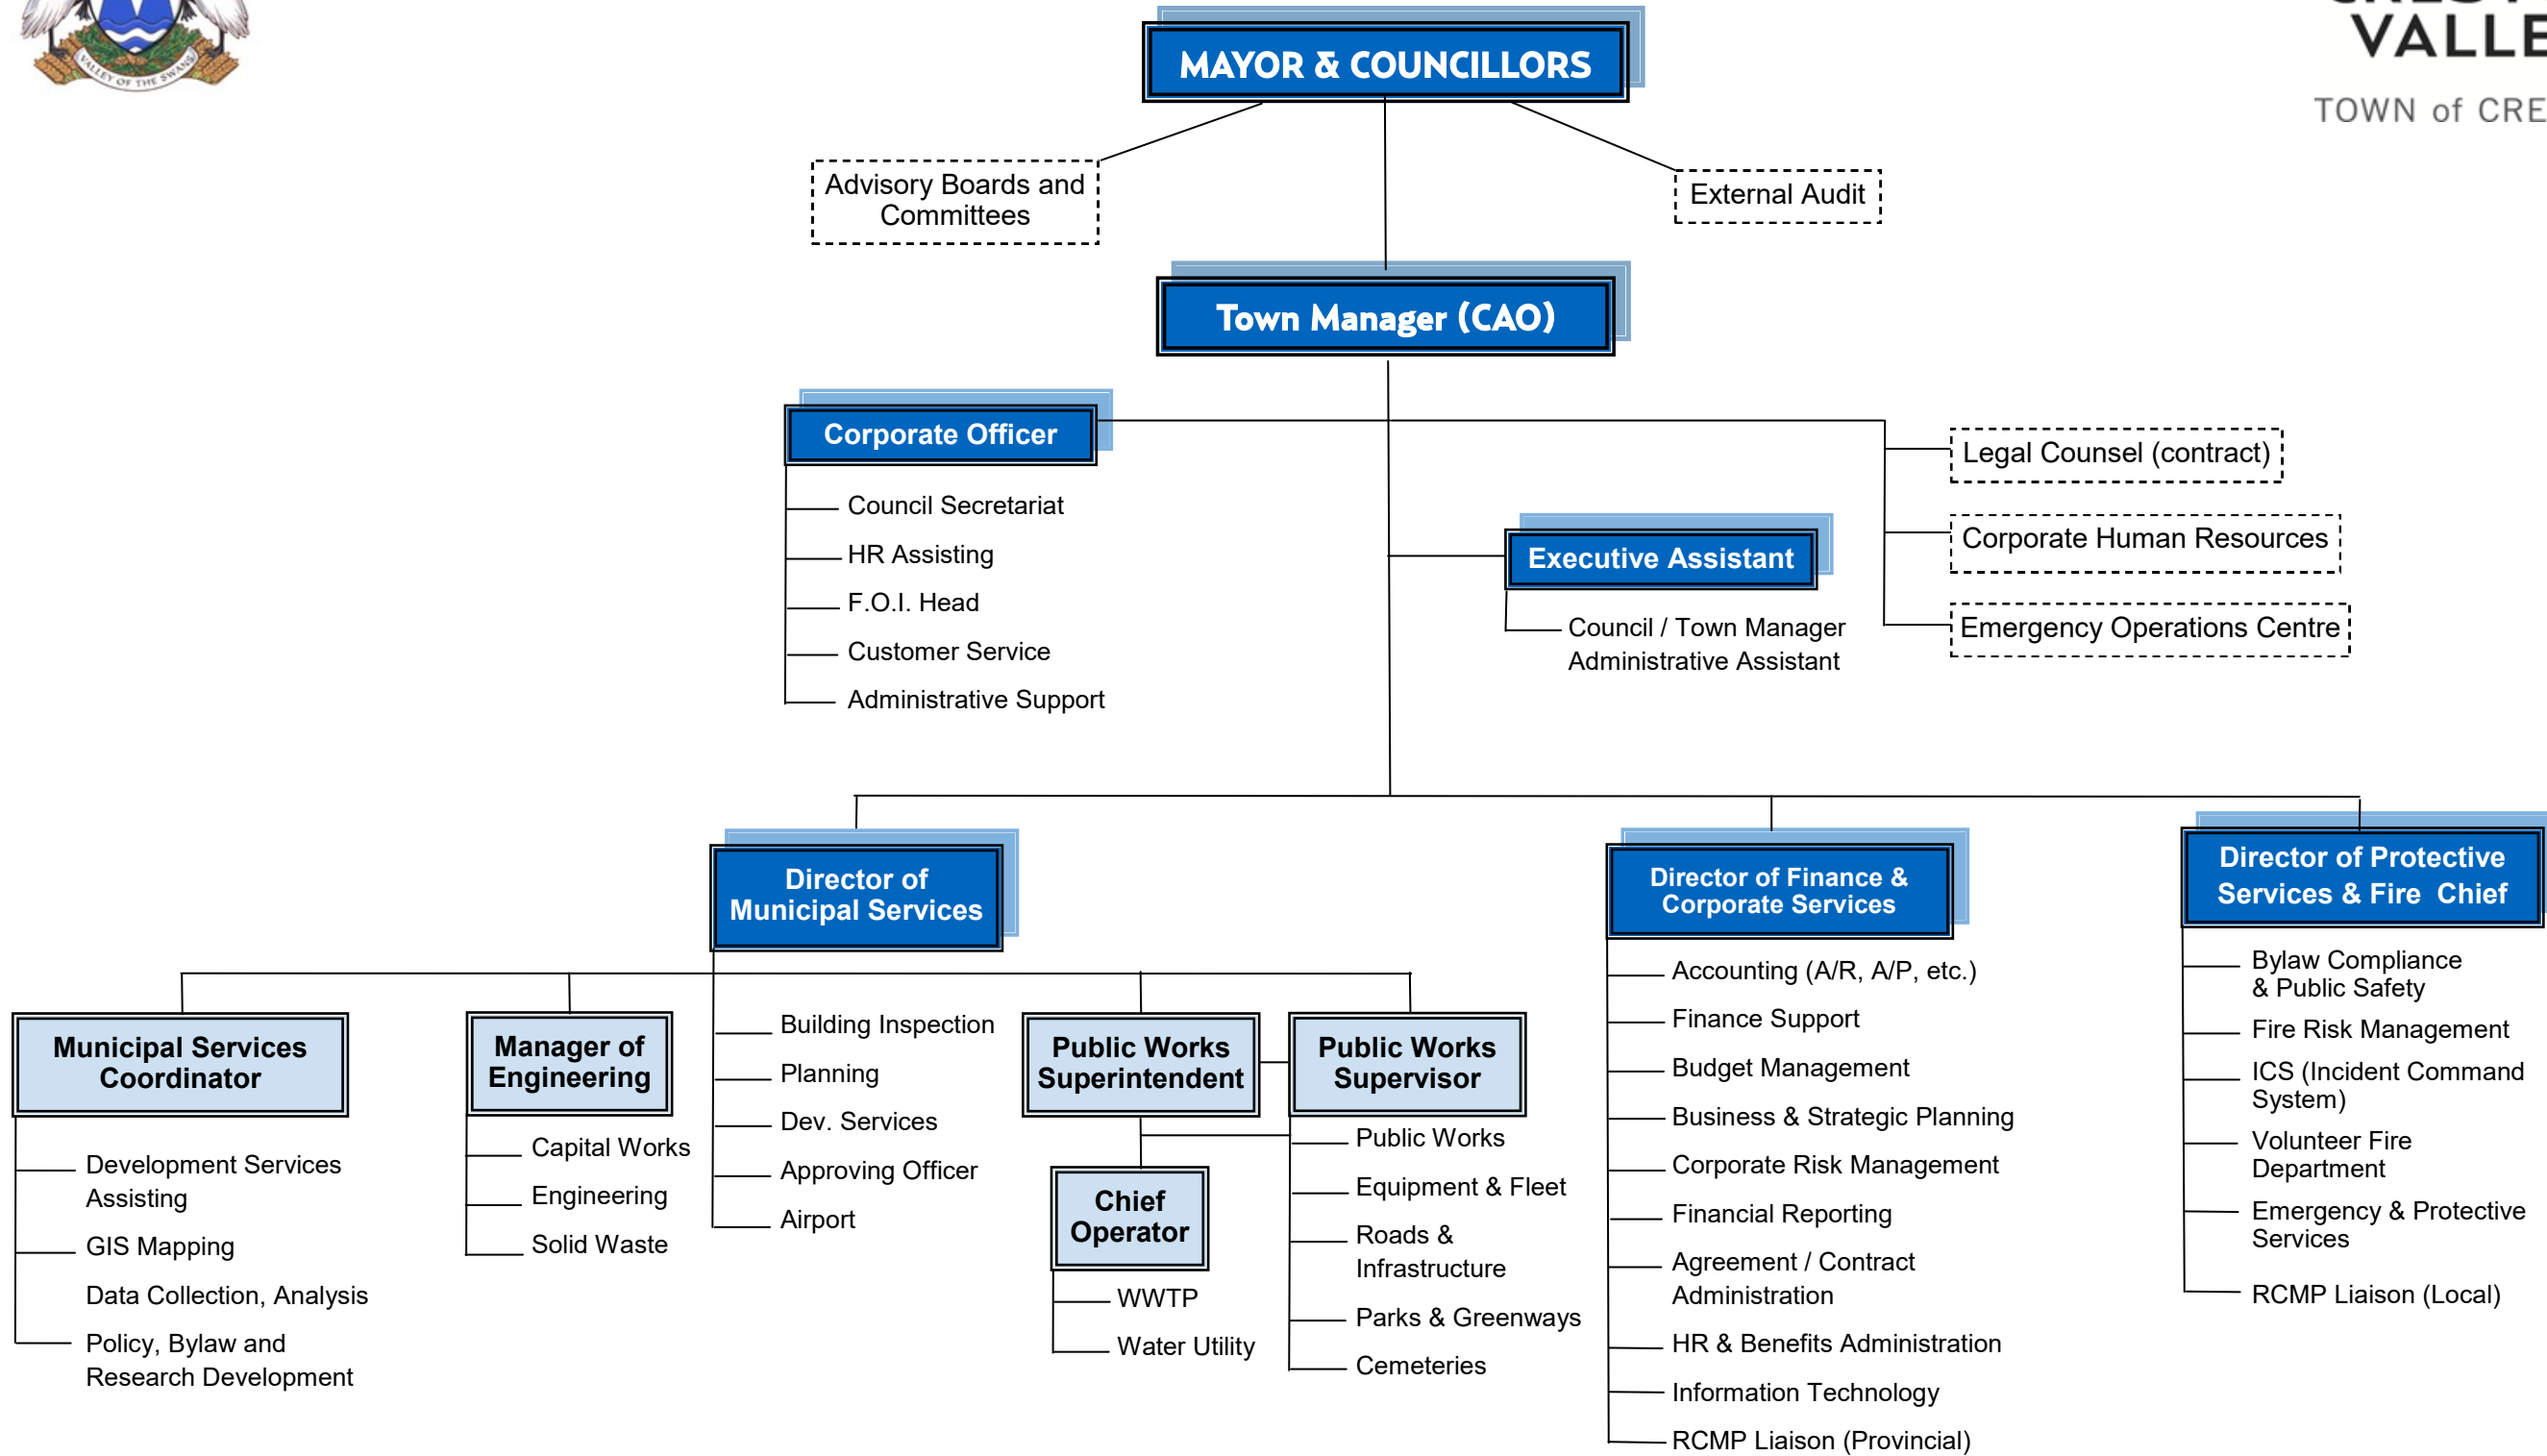 VALLEY OF THE SWANS
TOWN of
MAYOR & COUNCILLORS
Advisory Boards and
Committees
External Audit
Town Manager (CAO)
Corporate Officer
Council Secretariat
HR Assisting
F.O.I. Head
Customer Service
Administrative Support
Legal Counsel (contract)
Corporate Human Resources
Emergency Operations Centre
Executive Assistant
Council / Town Manager
Administrative Assistant
Director of
Municipal Services
Municipal Services
Coordinator
Development Services
Assisting
GIS Mapping
Data Collection, Analysis
Policy, Bylaw and
Research Development
Manager of
Engineering
Capital Works
Engineering
Solid Waste
Building Inspection
Planning
Dev. Services
Approving Officer
Airport
Public Works
Superintendent
Chief
Operator
WWTP
Water Utility
Public Works
Supervisor
Public Works
Equipment & Fleet
Roads &
Infrastructure
Parks & Greenways
Cemeteries
Director of Finance &
Corporate Services
Accounting (A/R, A/P, etc.)
Finance Support
Budget Management
Business & Strategic Planning
Corporate Risk Management
Financial Reporting
Agreement / Contract
Administration
HR & Benefits Administration
Information Technology
RCMP Liaison (Provincial)
Director of Protective
Services & Fire Chief
Bylaw Compliance
& Public Safety
Fire Risk Management
ICS (Incident Command
System)
Volunteer Fire
Department
Emergency & Protective
Services
RCMP Liaison (Local)